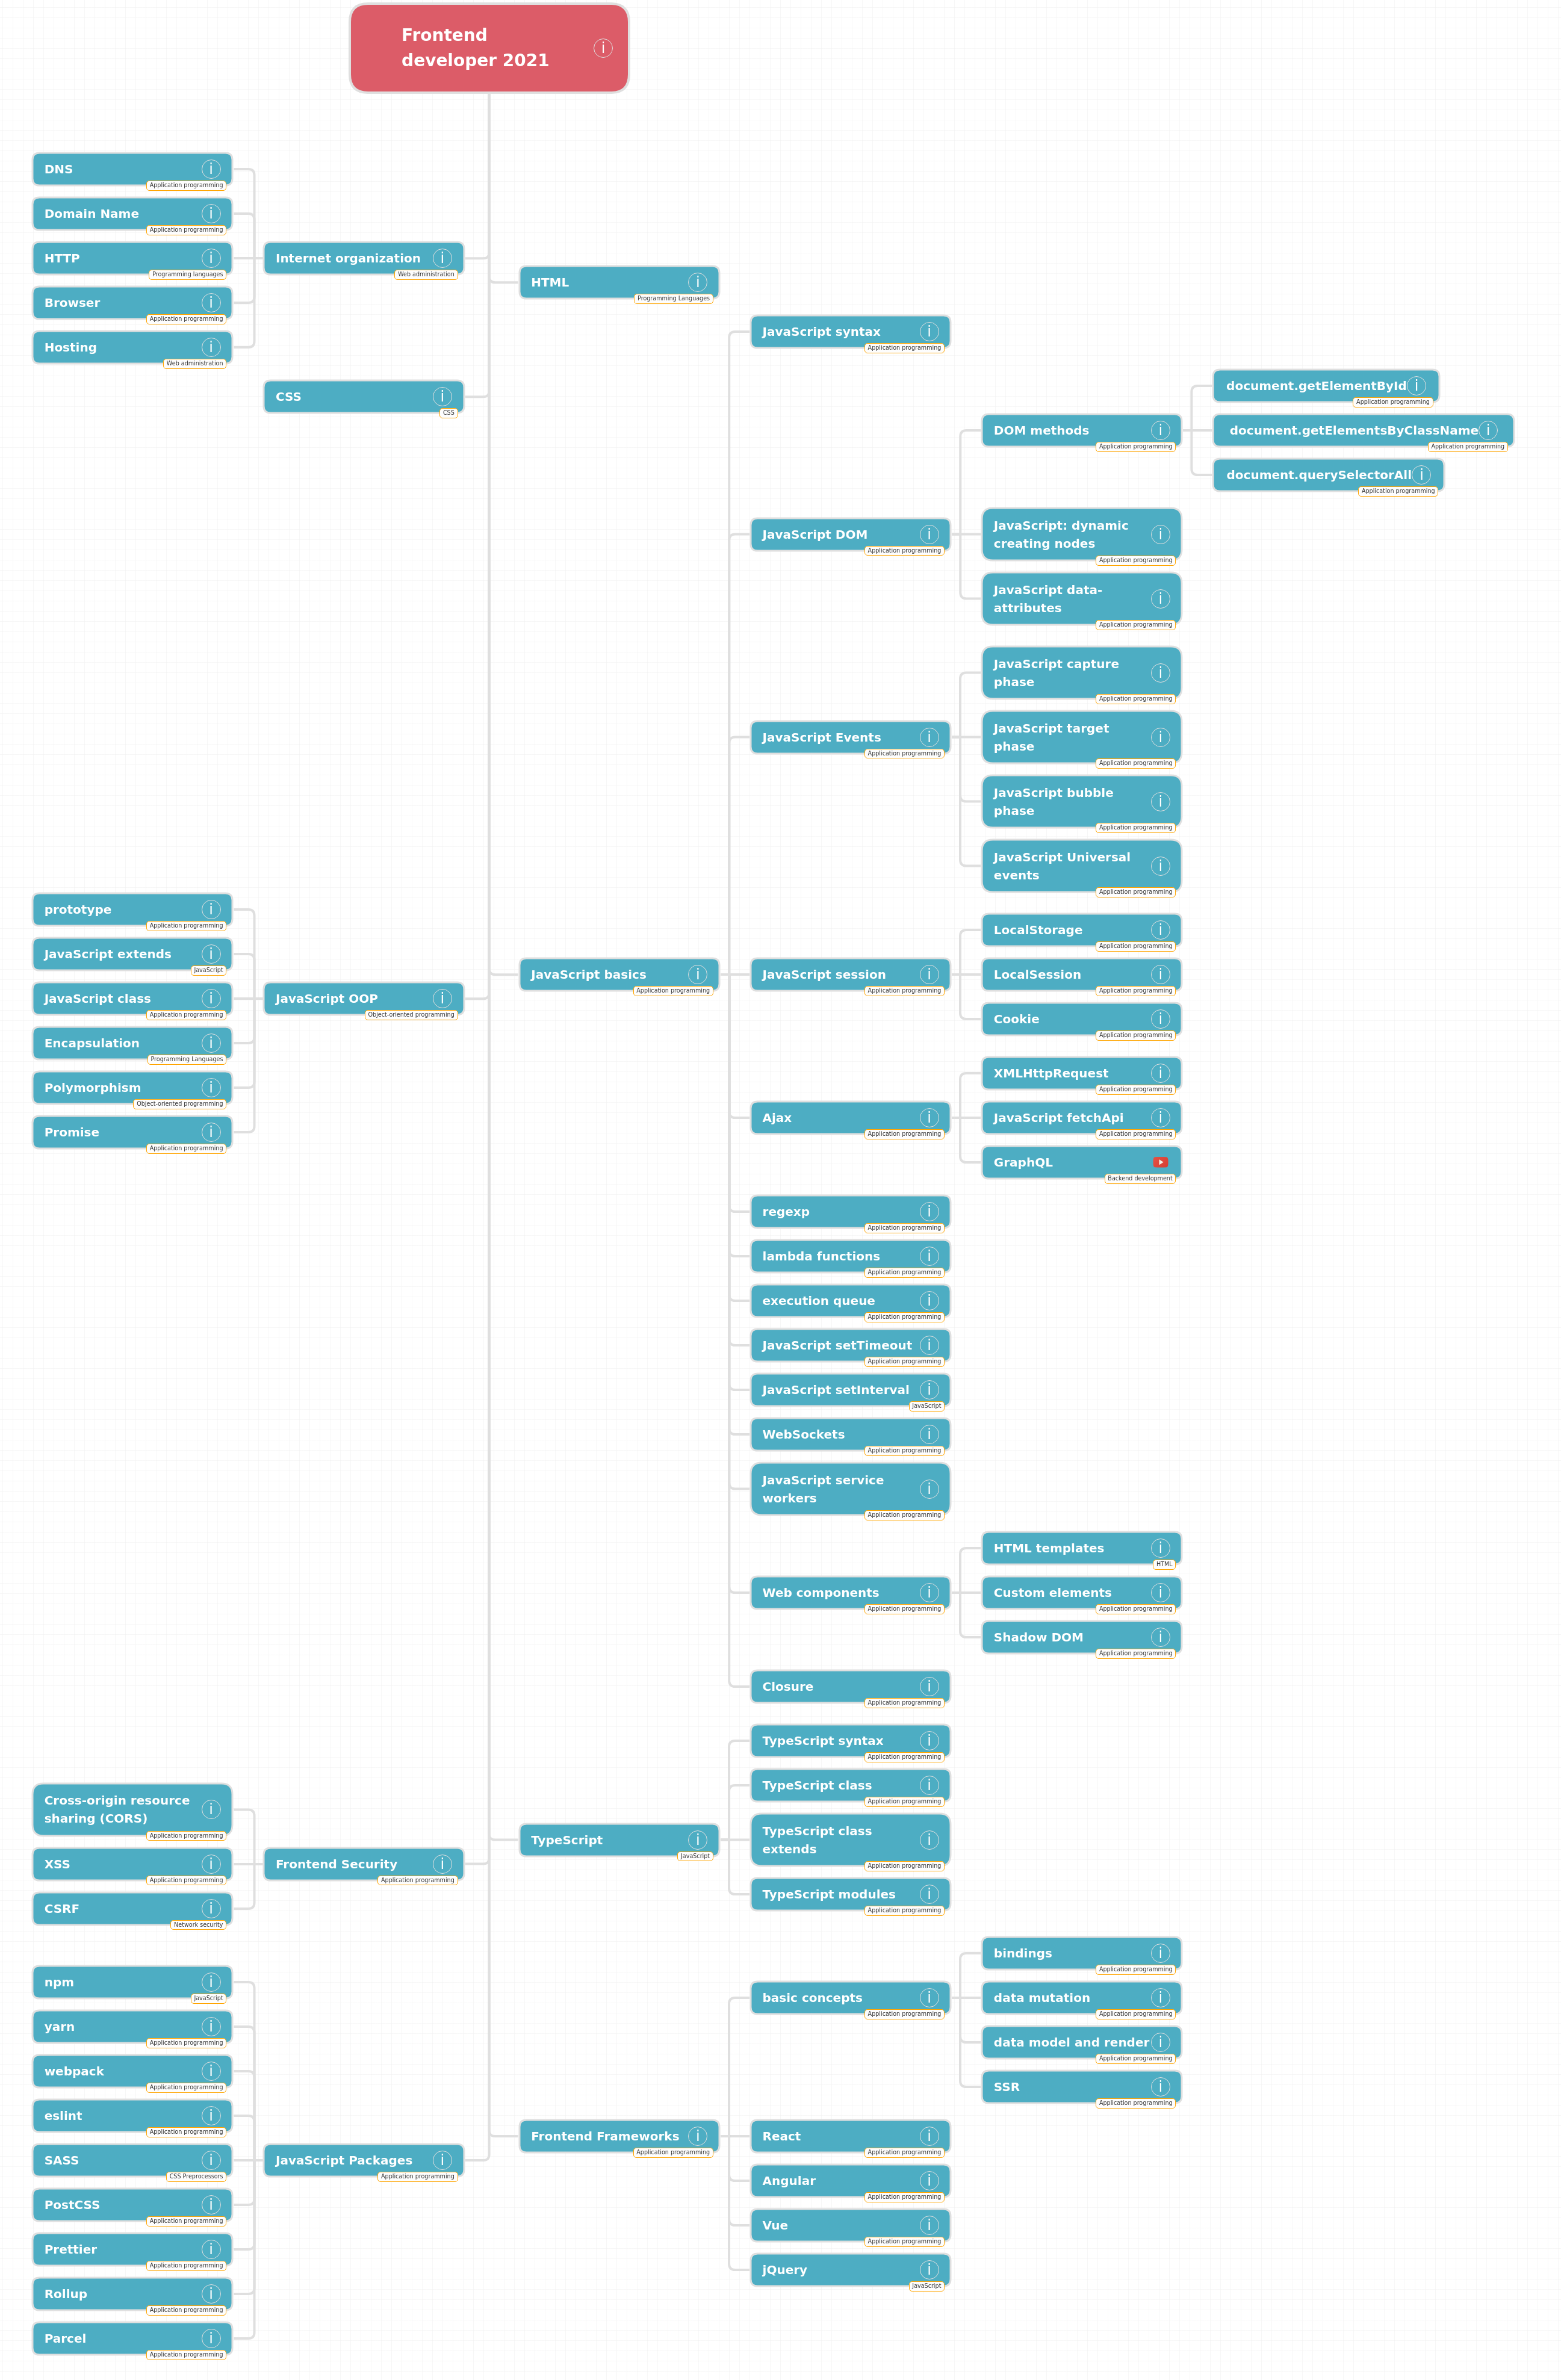 Frontend
developer 2021
DNS
Application programming
Domain Name
Application programming
HTTP
Programming languages
Browser
Application programming
Hosting
Web administration
Internet organization
Web administration
HTML
Programming Languages
CSS
CSS
JavaScript syntax
Application programming
JavaScript DOM
Application programming
DOM methods
Application programming
document.getElementById
Application programming
document.getElementsByClassName
Application programming
document.querySelectorAll
Application programming
JavaScript: dynamic
creating nodes
Application programming
JavaScript data-
attributes
Application programming
JavaScript Events
Application programming
JavaScript capture
phase
Application programming
JavaScript target
phase
Application programming
JavaScript bubble
phase
Application programming
JavaScript Universal
events
Application programming
prototype
Application programming
JavaScript extends
JavaScript
JavaScript class
Application programming
Encapsulation
Programming Languages
Polymorphism
Object-oriented programming
Promise
Application programming
JavaScript OOP
Object-oriented programming
JavaScript basics
Application programming
JavaScript session
Application programming
LocalStorage
Application programming
LocalSession
Application programming
Cookie
Application programming
Ajax
Application programming
XMLHttpRequest
Application programming
JavaScript fetchApi
Application programming
GraphQL
Backend development
regexp
Application programming
lambda functions
Application programming
execution queue
Application programming
JavaScript setTimeout
Application programming
JavaScript setInterval
JavaScript
WebSockets
Application programming
JavaScript service
workers
Application programming
Web components
Application programming
HTML templates
HTML
Custom elements
Application programming
Shadow DOM
Application programming
Closure
Application programming
Cross-origin resource
sharing (CORS)
Application programming
XSS
Application programming
CSRF
Network security
Frontend Security
Application programming
TypeScript
JavaScript
TypeScript syntax
Application programming
TypeScript class
Application programming
TypeScript class
extends
Application programming
TypeScript modules
Application programming
npm
JavaScript
yarn
Application programming
webpack
Application programming
eslint
Application programming
SASS
CSS Preprocessors
PostCSS
Application programming
Prettier
Application programming
Rollup
Application programming
Parcel
Application programming
JavaScript Packages
Application programming
Frontend Frameworks
Application programming
basic concepts
Application programming
bindings
Application programming
data mutation
Application programming
data model and render
Application programming
SSR
Application programming
React
Application programming
Angular
Application programming
Vue
Application programming
jQuery
JavaScript